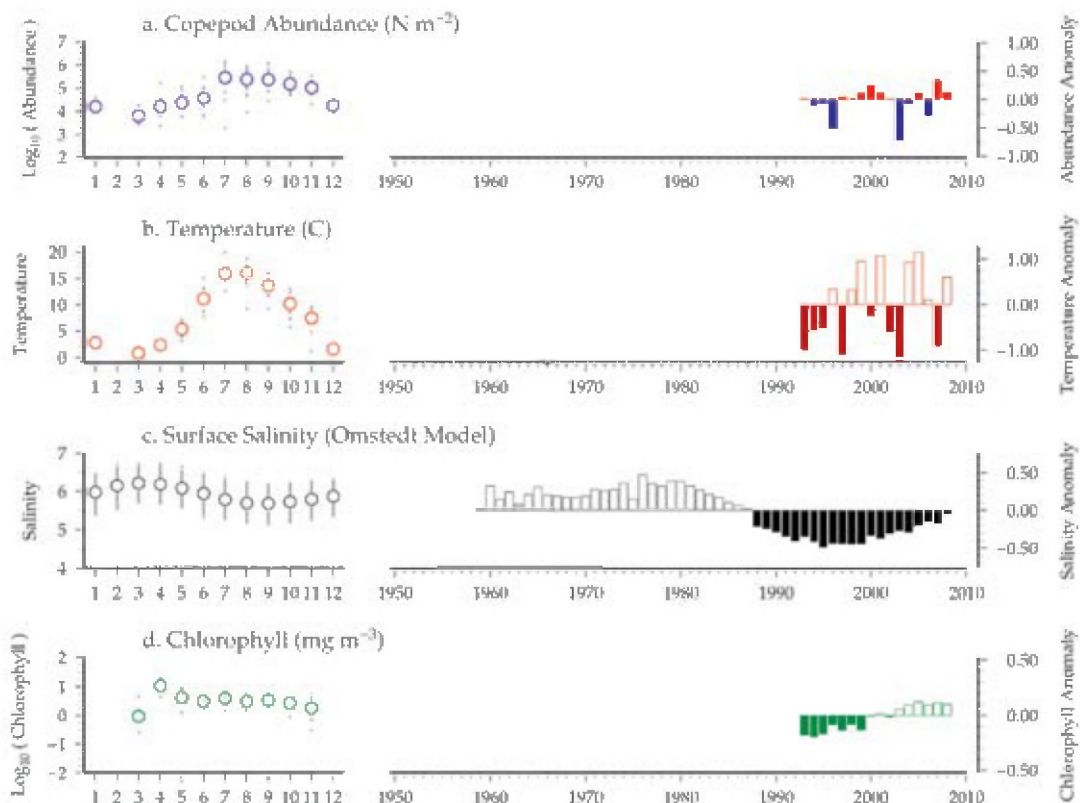 a. Copepod Abundance (N m⁻²)
Log₁₀ ( Abundance )
7
6
5
4
3
2
1 2 3 4 5 6 7 8 9 10 11 12
1950 1960 1970 1980 1990 2000 2010
1.00
0.50
0.00
−0.50
−1.00
Abundance Anomaly
b. Temperature (C)
Temperature
20
15
10
5
0
1 2 3 4 5 6 7 8 9 10 11 12
1950 1960 1970 1980 1990 2000 2010
1.00
0.00
−1.00
Temperature Anomaly
c. Surface Salinity (Omstedt Model)
Salinity
7
6
5
4
1 2 3 4 5 6 7 8 9 10 11 12
1950 1960 1970 1980 1990 2000 2010
0.50
0.00
−0.50
Salinity Anomaly
d. Chlorophyll (mg m⁻³)
Log₁₀ ( Chlorophyll )
2
1
0
−1
−2
1 2 3 4 5 6 7 8 9 10 11 12
1950 1960 1970 1980 1990 2000 2010
0.50
0.00
−0.50
Chlorophyll Anomaly